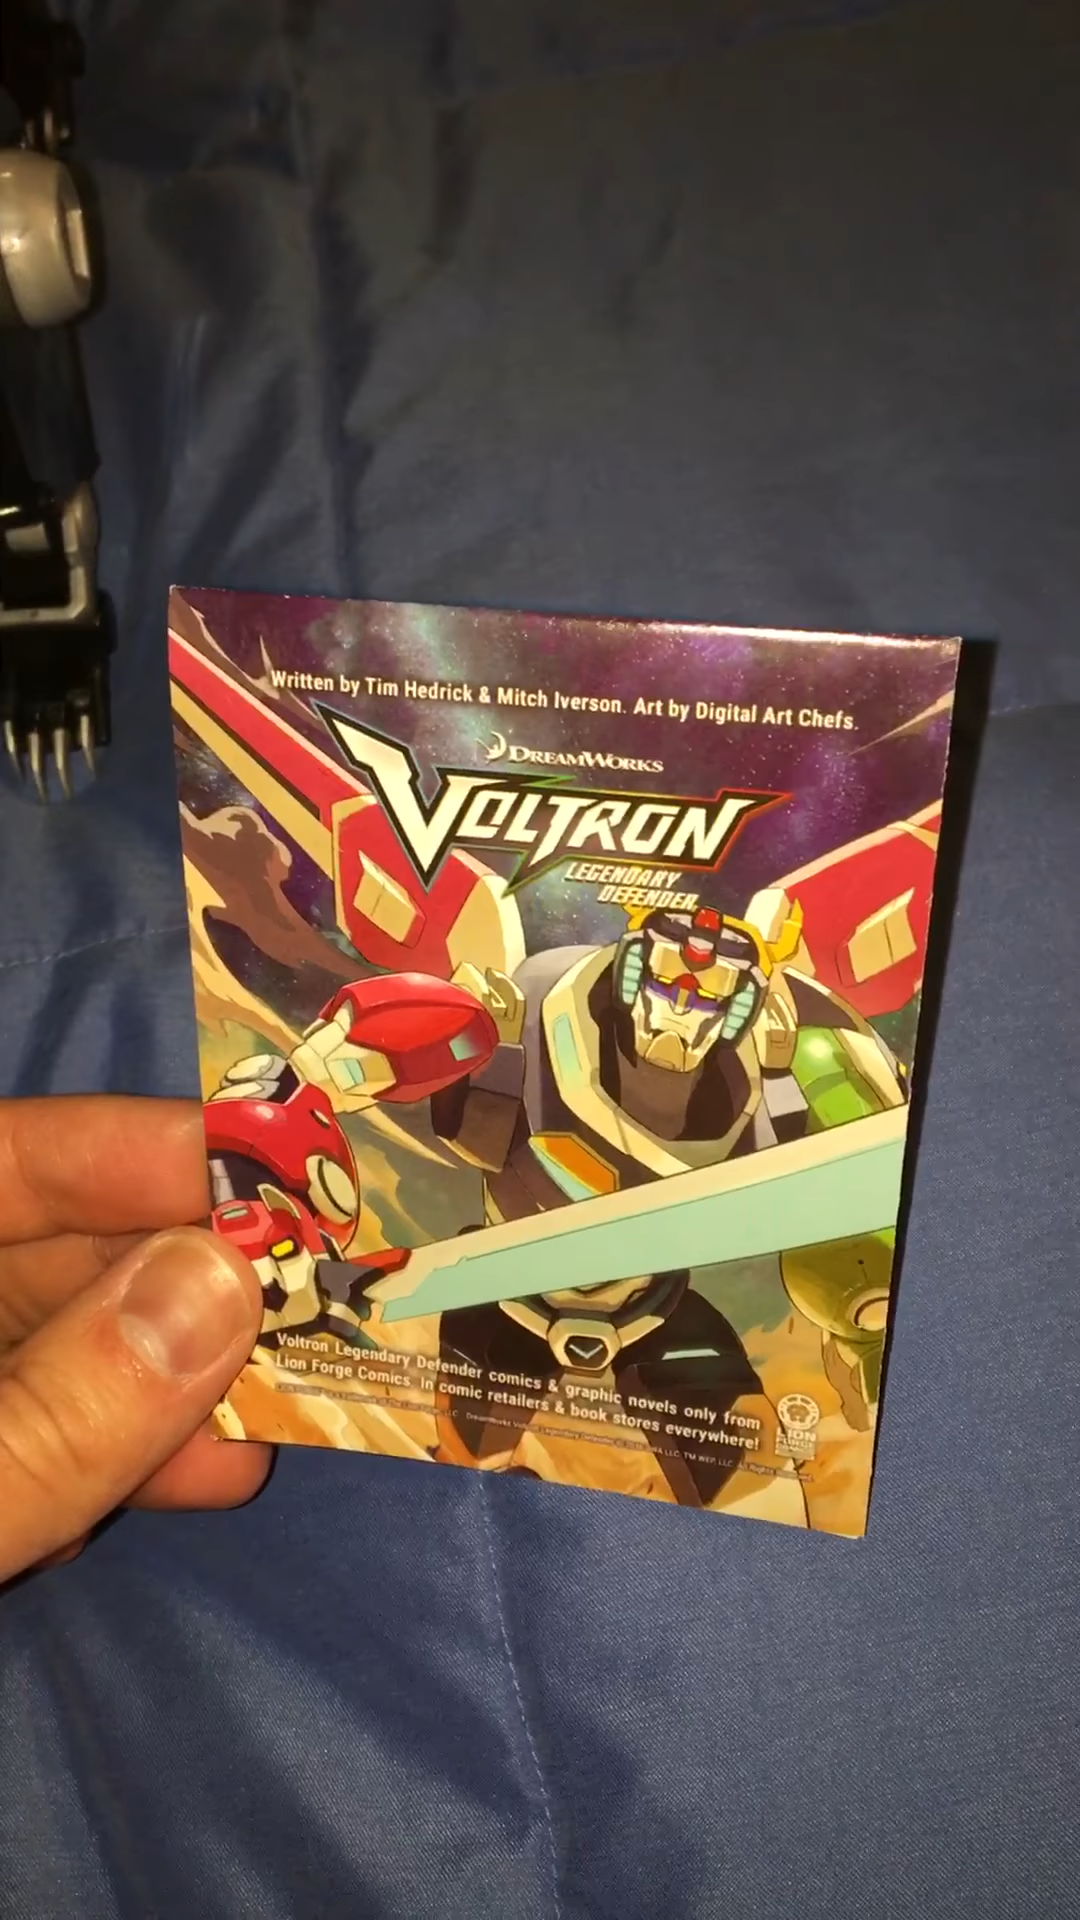 Written by Tim Hedrick & Mitch Iverson. Art by Digital Art Chefs.
DREAMWORKS
VOLTRON
LEGENDARY
DEFENDER
Voltron Legendary Defender comics & graphic novels only from
Lion Forge Comics. In comic retailers & book stores everywhere!
LION
FORGE